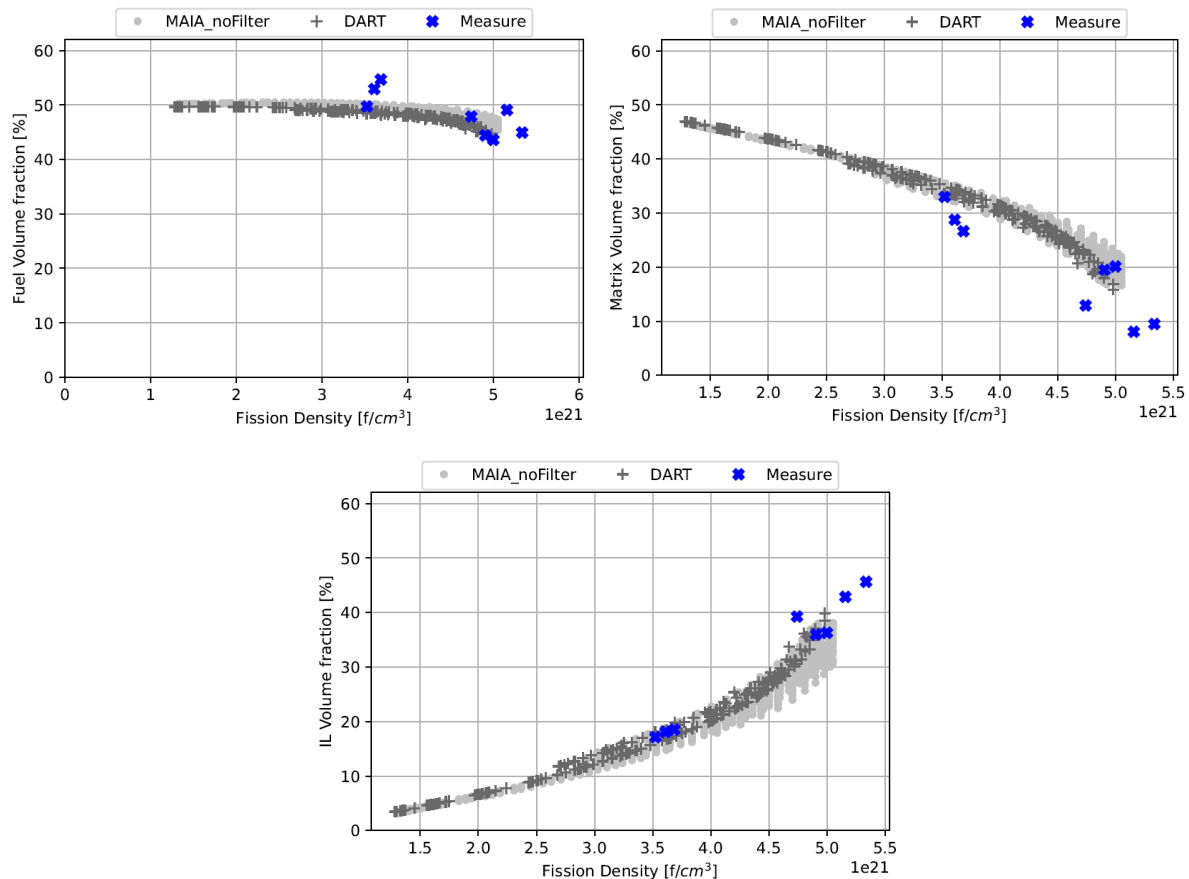 MAIA_noFilter DART Measure
Fuel Volume fraction [%]
60
50
40
30
20
10
0
0 1 2 3 4 5 6
Fission Density [f/cm³]
1e21
MAIA_noFilter DART Measure
Matrix Volume fraction [%]
60
50
40
30
20
10
0
1.5 2.0 2.5 3.0 3.5 4.0 4.5 5.0 5.5
Fission Density [f/cm³]
1e21
MAIA_noFilter DART Measure
IL Volume fraction [%]
60
50
40
30
20
10
0
1.5 2.0 2.5 3.0 3.5 4.0 4.5 5.0 5.5
Fission Density [f/cm³]
1e21